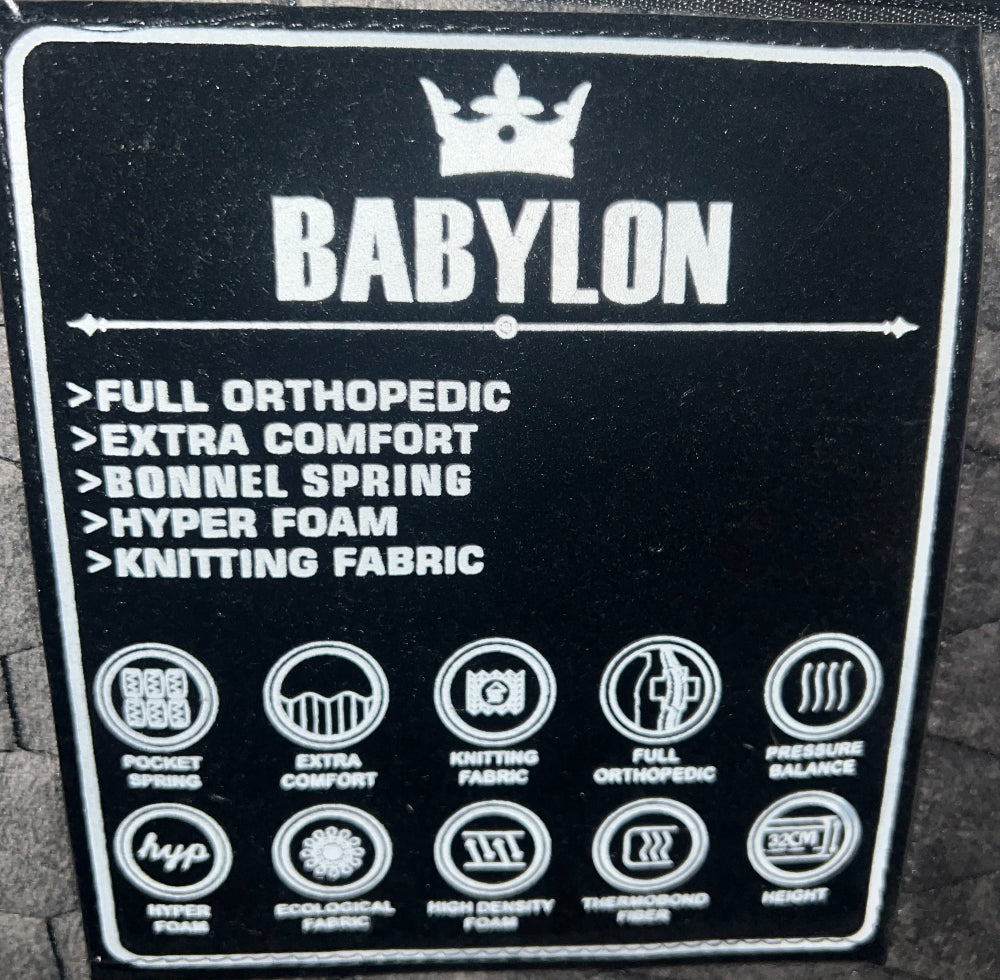 BABYLON
>FULL ORTHOPEDIC
>EXTRA COMFORT
>BONNEL SPRING
>HYPER FOAM
>KNITTING FABRIC
POCKET
SPRING
EXTRA
COMFORT
KNITTING
FABRIC
FULL
ORTHOPEDIC
PRESSURE
BALANCE
hyp
HYPER
FOAM
ECOLOGICAL
FABRIC
HIGH DENSITY
FOAM
THERMOBOND
FIBER
32CM
HEIGHT